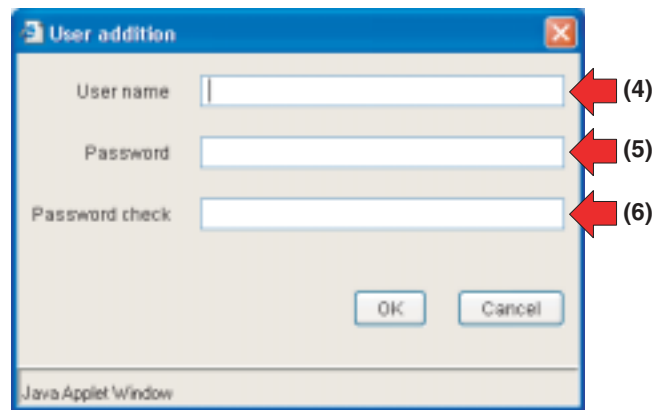 User addition
User name
(4)
Password
(5)
Password check
(6)
OK Cancel
Java Applet Window